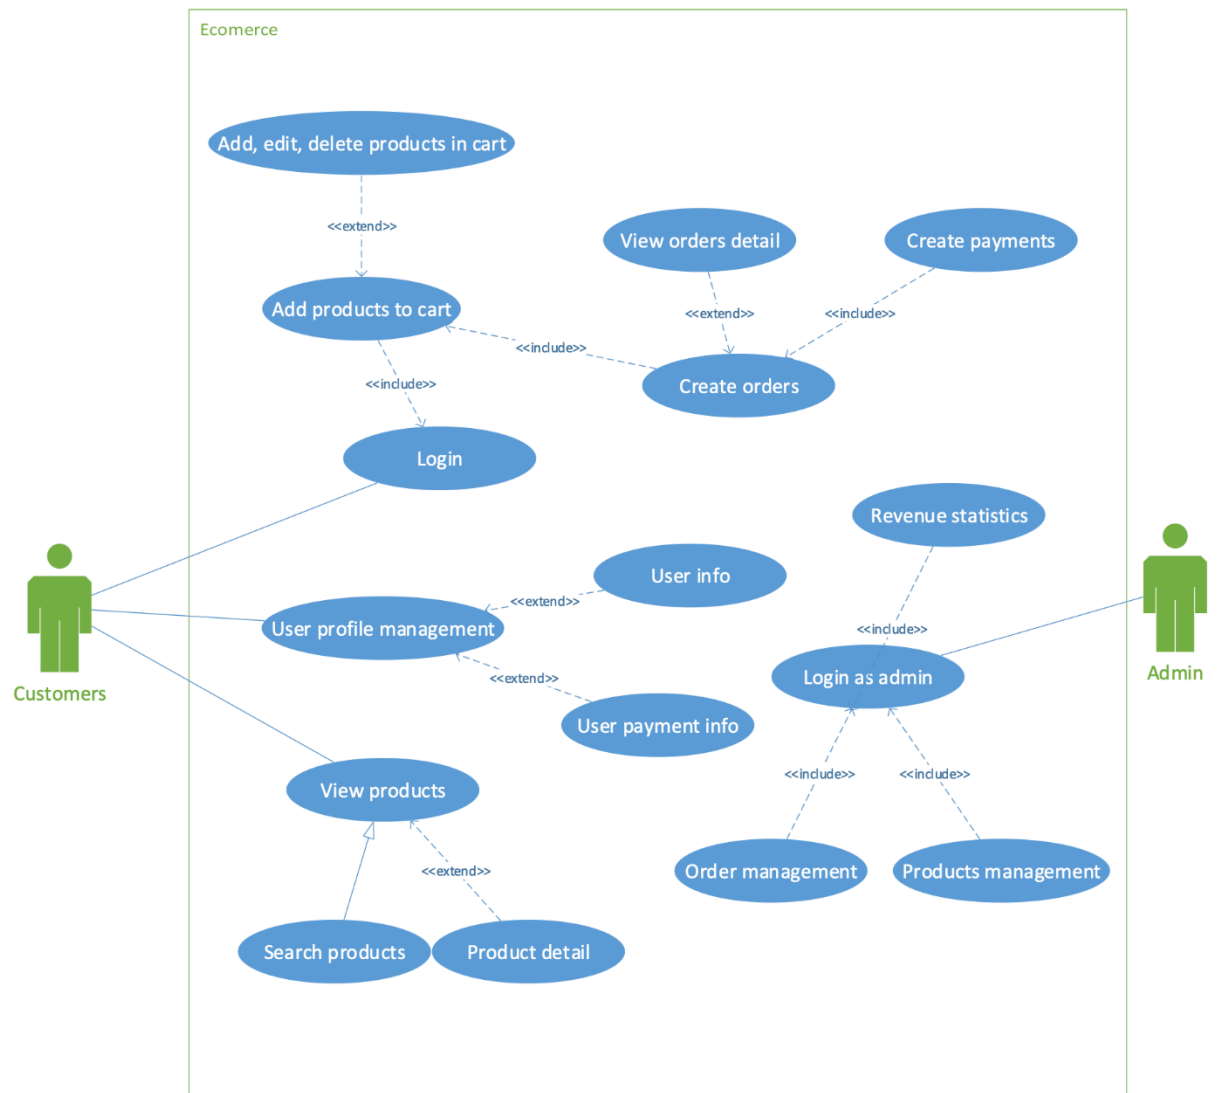 Ecomerce
Add, edit, delete products in cart
<<extend>>
View orders detail
Create payments
Add products to cart
<<extend>>
<<include>>
<<include>>
<<include>>
Create orders
Login
Revenue statistics
User info
<<extend>>
User profile management
<<include>>
Customers
Login as admin
Admin
<<extend>>
User payment info
View products
<<include>>
<<include>>
<<extend>>
Order management
Products management
Search products
Product detail